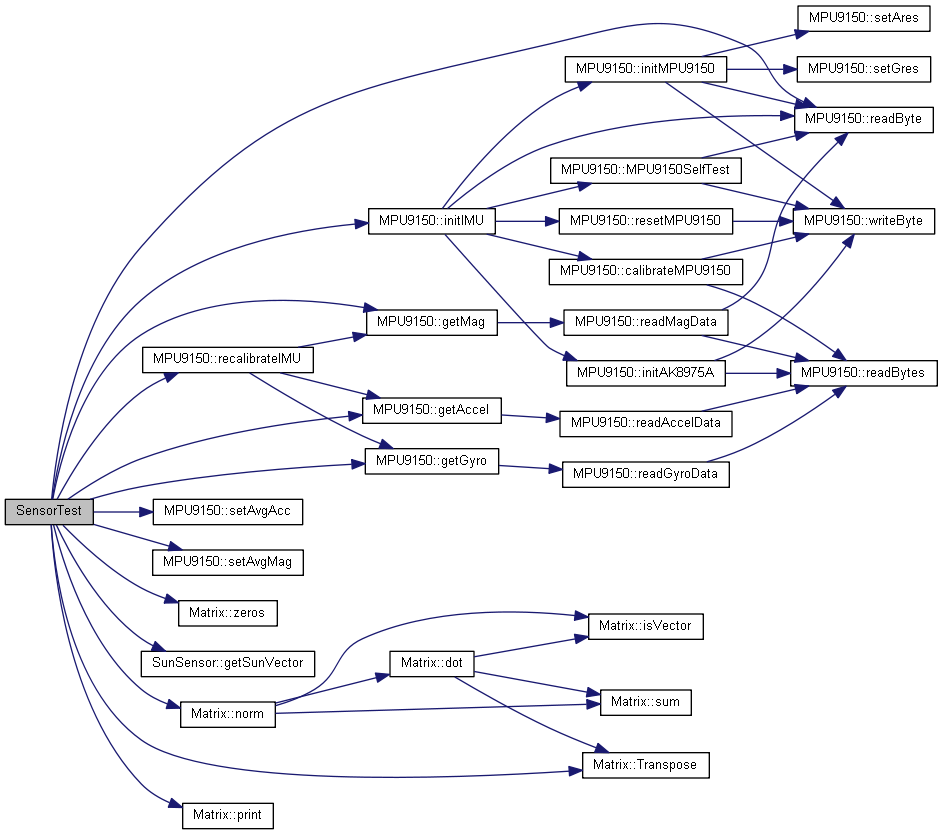 MPU9150::setAres
MPU9150::initMPU9150
MPU9150::setGres
MPU9150::readByte
MPU9150::MPU9150SelfTest
MPU9150::initIMU
MPU9150::resetMPU9150
MPU9150::writeByte
MPU9150::calibrateMPU9150
MPU9150::getMag
MPU9150::readMagData
MPU9150::recalibrateIMU
MPU9150::initAK8975A
MPU9150::readBytes
MPU9150::getAccel
MPU9150::readAccelData
MPU9150::getGyro
MPU9150::readGyroData
SensorTest
MPU9150::setAvgAcc
MPU9150::setAvgMag
Matrix::zeros
Matrix::isVector
SunSensor::getSunVector
Matrix::dot
Matrix::norm
Matrix::sum
Matrix::Transpose
Matrix::print